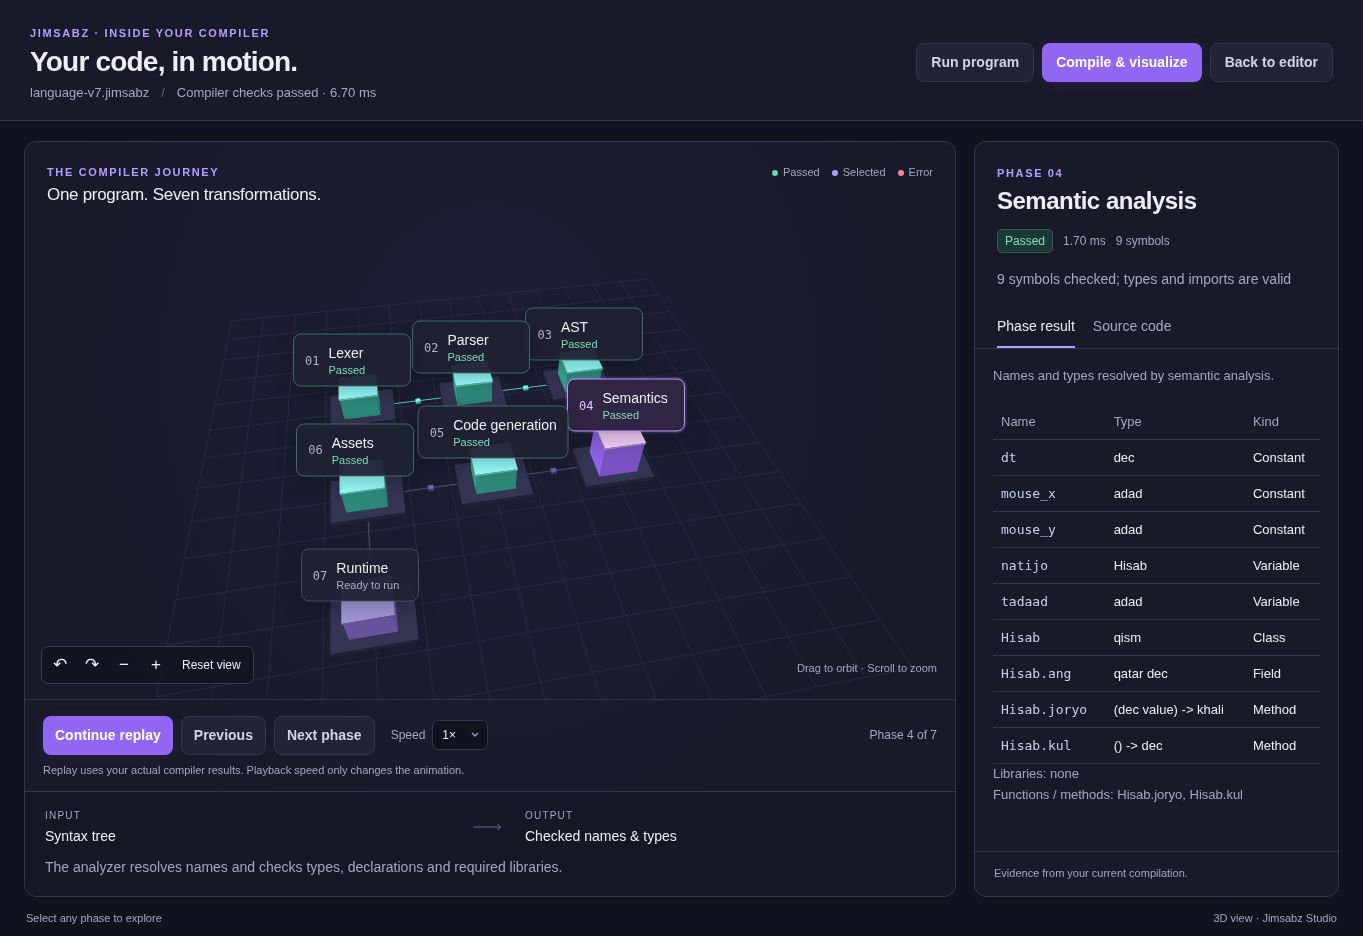 JIMSABZ · INSIDE YOUR COMPILER
Your code, in motion.
language-v7.jimsabz / Compiler checks passed · 6.70 ms
Run program
Compile & visualize
Back to editor
THE COMPILER JOURNEY
One program. Seven transformations.
Passed
Selected
Error
01 Lexer
Passed
02 Parser
Passed
03 AST
Passed
04 Semantics
Passed
05 Code generation
Passed
06 Assets
Passed
07 Runtime
Ready to run
↶ ↷ − + Reset view
Drag to orbit · Scroll to zoom
Continue replay
Previous
Next phase
Speed 1×
Phase 4 of 7
Replay uses your actual compiler results. Playback speed only changes the animation.
INPUT
Syntax tree
OUTPUT
Checked names & types
The analyzer resolves names and checks types, declarations and required libraries.
PHASE 04
Semantic analysis
Passed 1.70 ms 9 symbols
9 symbols checked; types and imports are valid
Phase result Source code
Names and types resolved by semantic analysis.
Name Type Kind
dt dec Constant
mouse_x adad Constant
mouse_y adad Constant
natijo Hisab Variable
tadaad adad Variable
Hisab qism Class
Hisab.ang qatar dec Field
Hisab.joryo (dec value) -> khali Method
Hisab.kul () -> dec Method
Libraries: none
Functions / methods: Hisab.joryo, Hisab.kul
Evidence from your current compilation.
Select any phase to explore
3D view · Jimsabz Studio